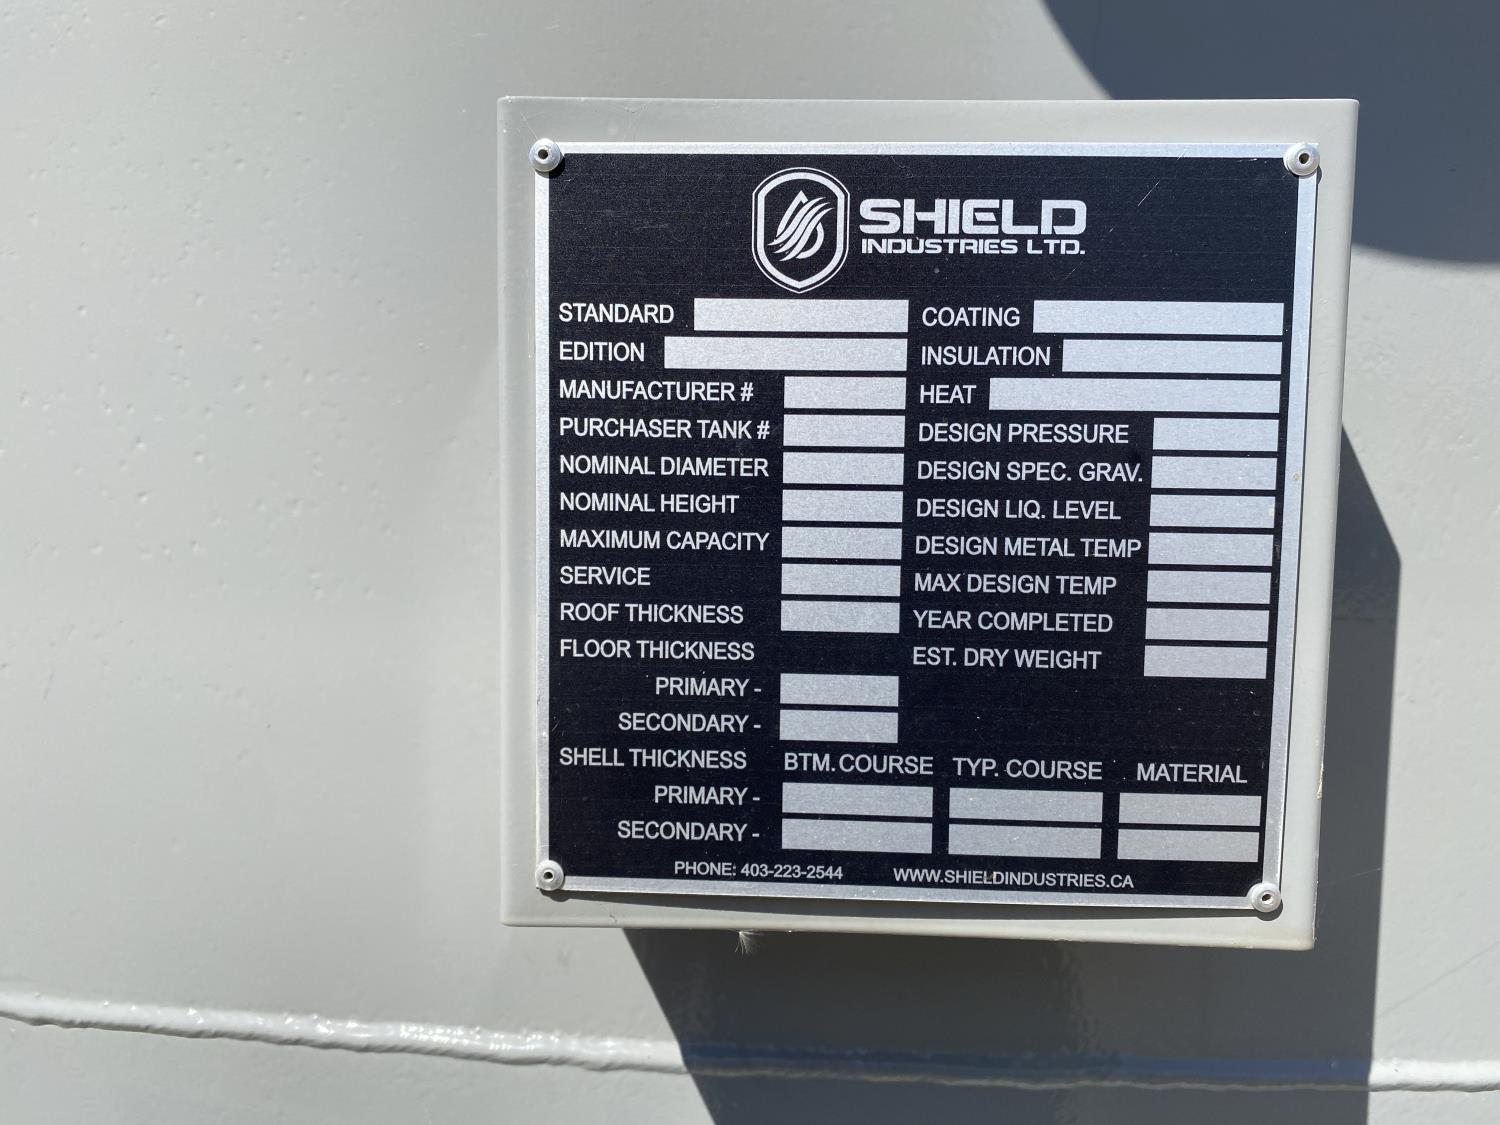 SHIELD
INDUSTRIES LTD.
STANDARD
EDITION
MANUFACTURER #
PURCHASER TANK #
NOMINAL DIAMETER
NOMINAL HEIGHT
MAXIMUM CAPACITY
SERVICE
ROOF THICKNESS
FLOOR THICKNESS
PRIMARY -
SECONDARY -
COATING
INSULATION
HEAT
DESIGN PRESSURE
DESIGN SPEC. GRAV.
DESIGN LIQ. LEVEL
DESIGN METAL TEMP
MAX DESIGN TEMP
YEAR COMPLETED
EST. DRY WEIGHT
SHELL THICKNESS BTM. COURSE TYP. COURSE MATERIAL
PRIMARY -
SECONDARY -
PHONE: 403-223-2544 WWW.SHIELDINDUSTRIES.CA